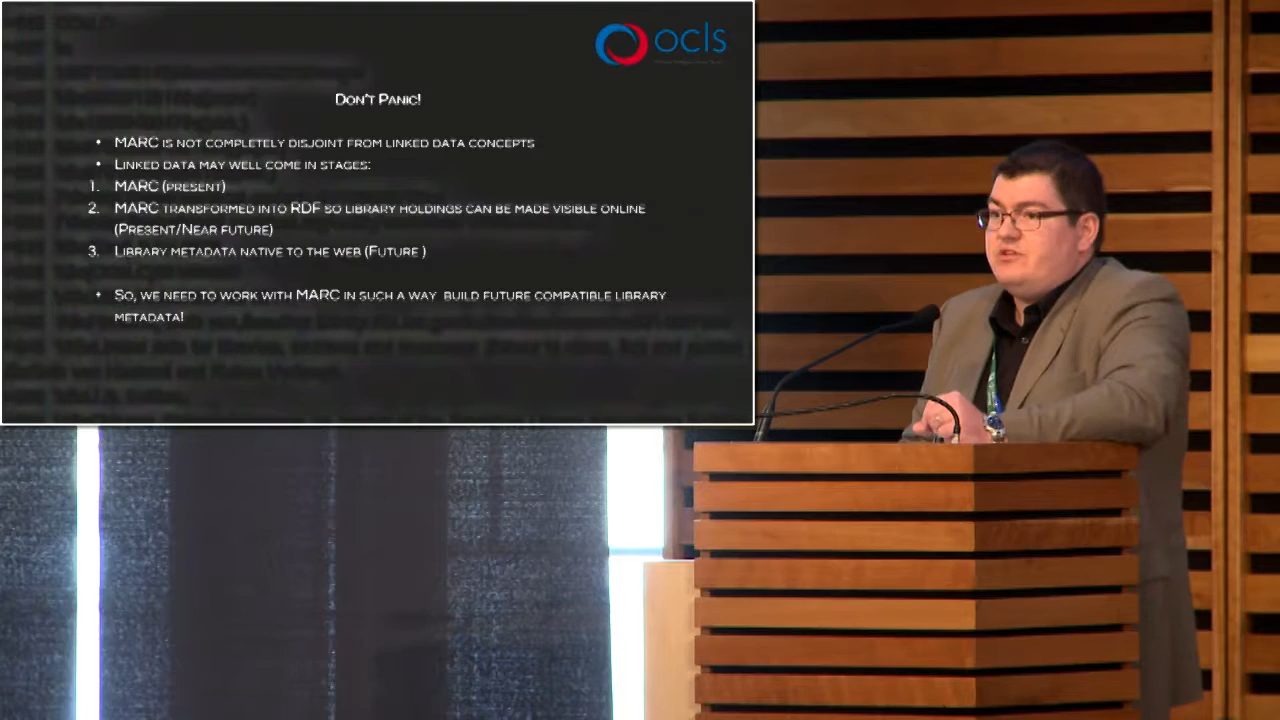 ocls
Don't Panic!
• MARC is not completely disjoint from linked data concepts
• Linked data may well come in stages:
1. MARC (present)
2. MARC transformed into RDF so library holdings can be made visible online
(Present/Near future)
3. Library metadata native to the web (Future )
• So, we need to work with MARC in such a way build future compatible library
metadata!